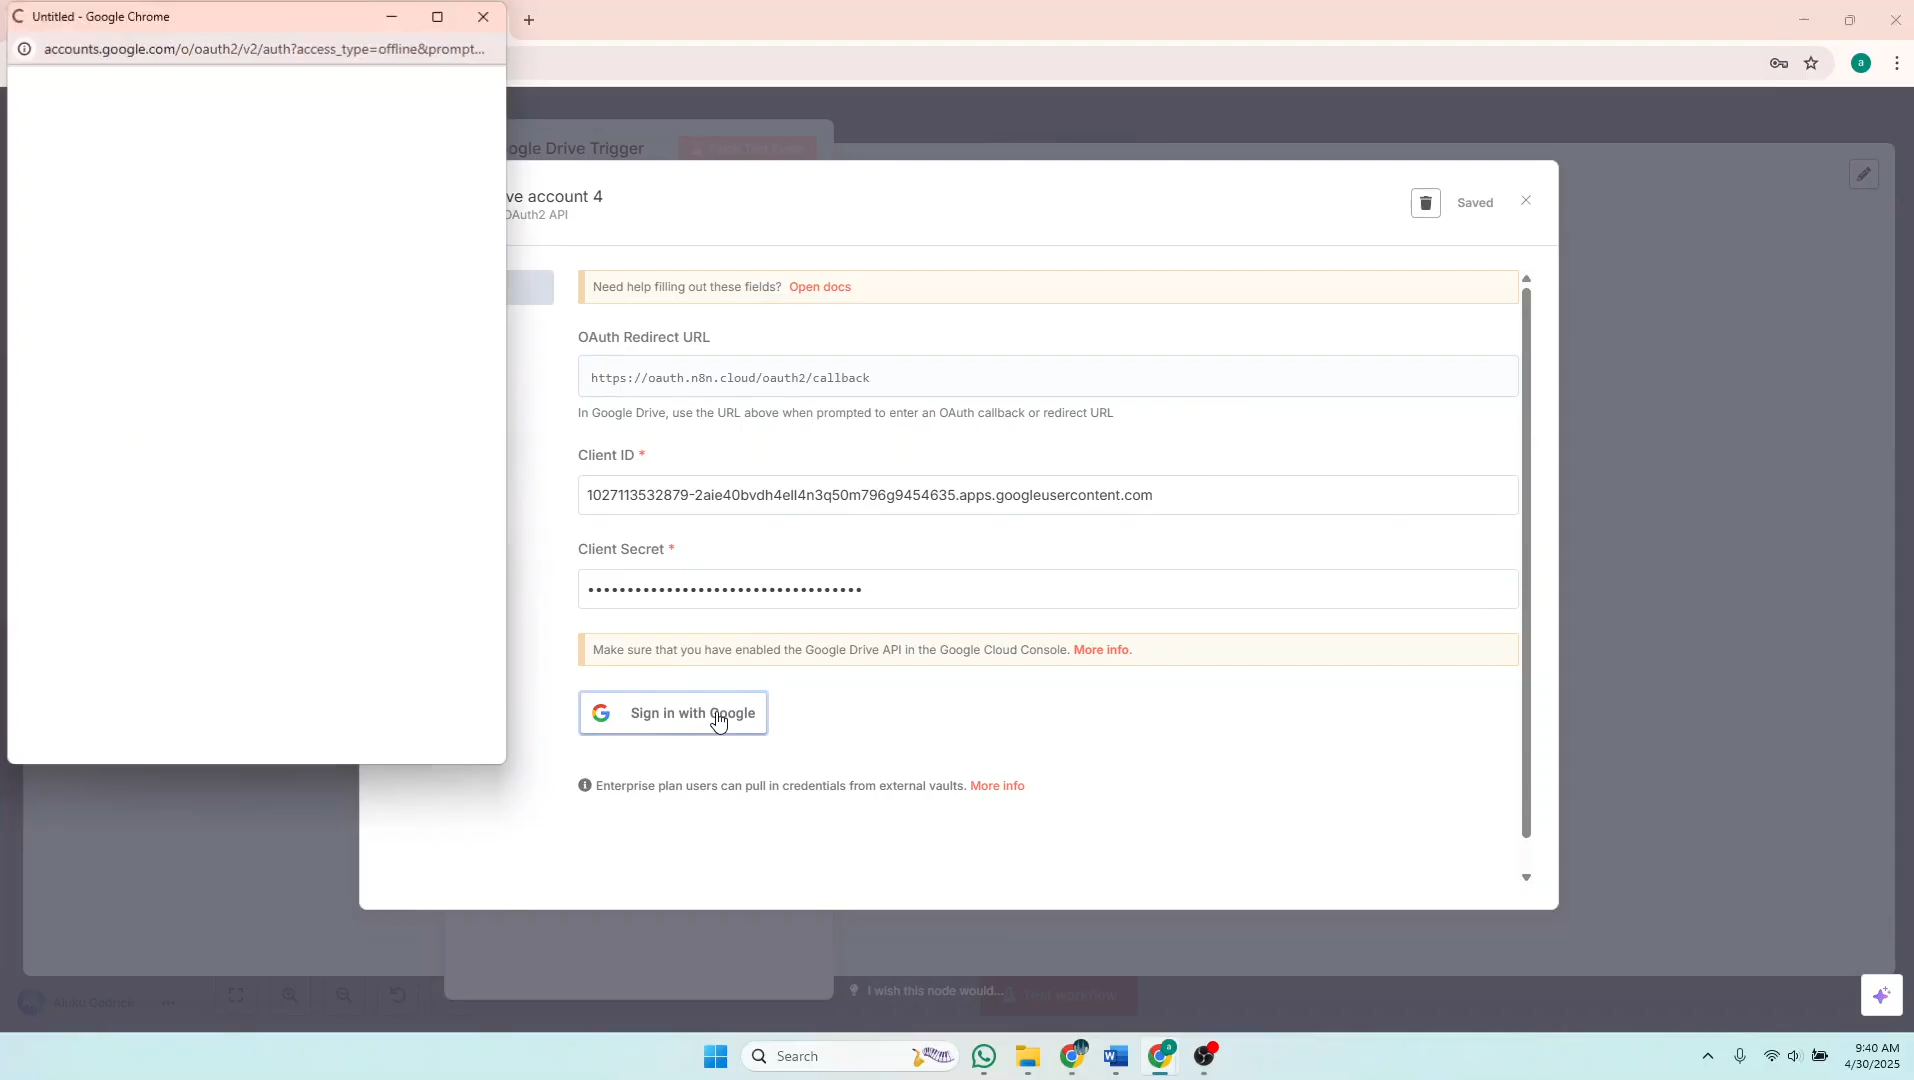 Untitled - Google Chrome
accounts.google.com/o/oauth2/v2/auth?access_type=offline&prompt...
a
ogle Drive Trigger
ve account 4
OAuth2 API
Saved
Need help filling out these fields? Open docs
OAuth Redirect URL
https://oauth.n8n.cloud/oauth2/callback
In Google Drive, use the URL above when prompted to enter an OAuth callback or redirect URL
Client ID *
1027113532879-2aie40bvdh4ell4n3q50m796g9454635.apps.googleusercontent.com
Client Secret *
••••••••••••••••••••••••••••••••••
Make sure that you have enabled the Google Drive API in the Google Cloud Console. More info.
Sign in with Google
Enterprise plan users can pull in credentials from external vaults. More info
Aluku Godrick
I wish this node would...
Test workflow
Search
9:40 AM
4/30/2025